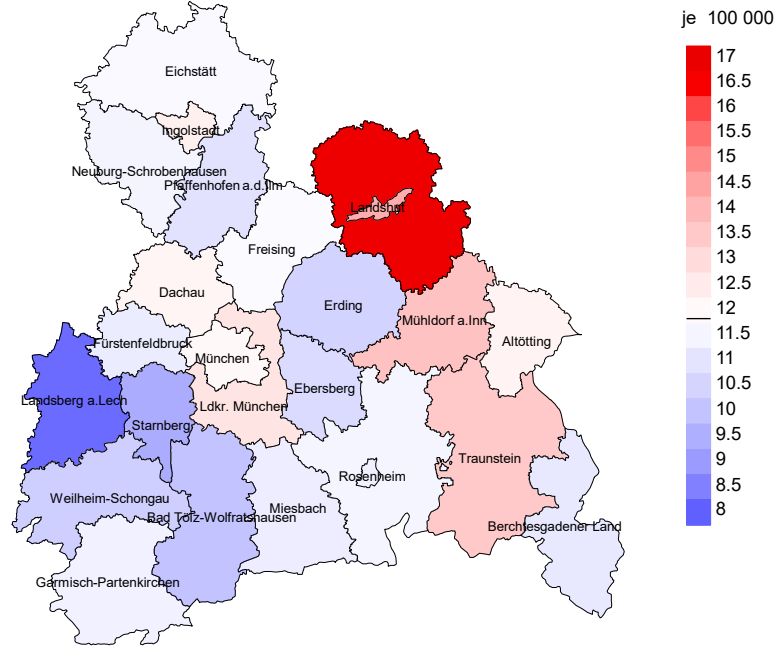 je 100 000
17
16.5
16
15.5
15
14.5
14
13.5
13
12.5
12
11.5
11
10.5
10
9.5
9
8.5
8
Eichstätt
Ingolstadt
Neuburg-Schrobenhausen
Pfaffenhofen a.d.Ilm
Landshut
Freising
Dachau
Erding
Mühldorf a.Inn
Fürstenfeldbruck
München
Altötting
Landsberg a.Lech
Ebersberg
Ldkr. München
Starnberg
Traunstein
Rosenheim
Weilheim-Schongau
Miesbach
Bad Tölz-Wolfratshausen
Berchtesgadener Land
Garmisch-Partenkirchen